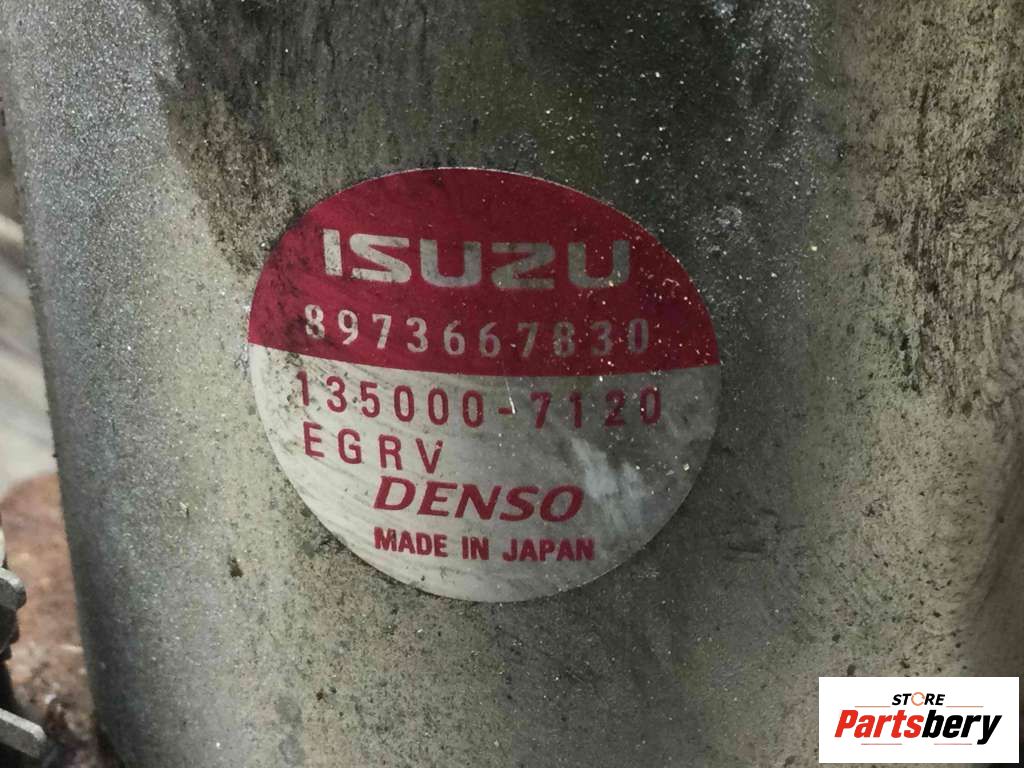 ISUZU
8973667830
135000-7120
EGRV
DENSO
MADE IN JAPAN
STORE
Partsbery